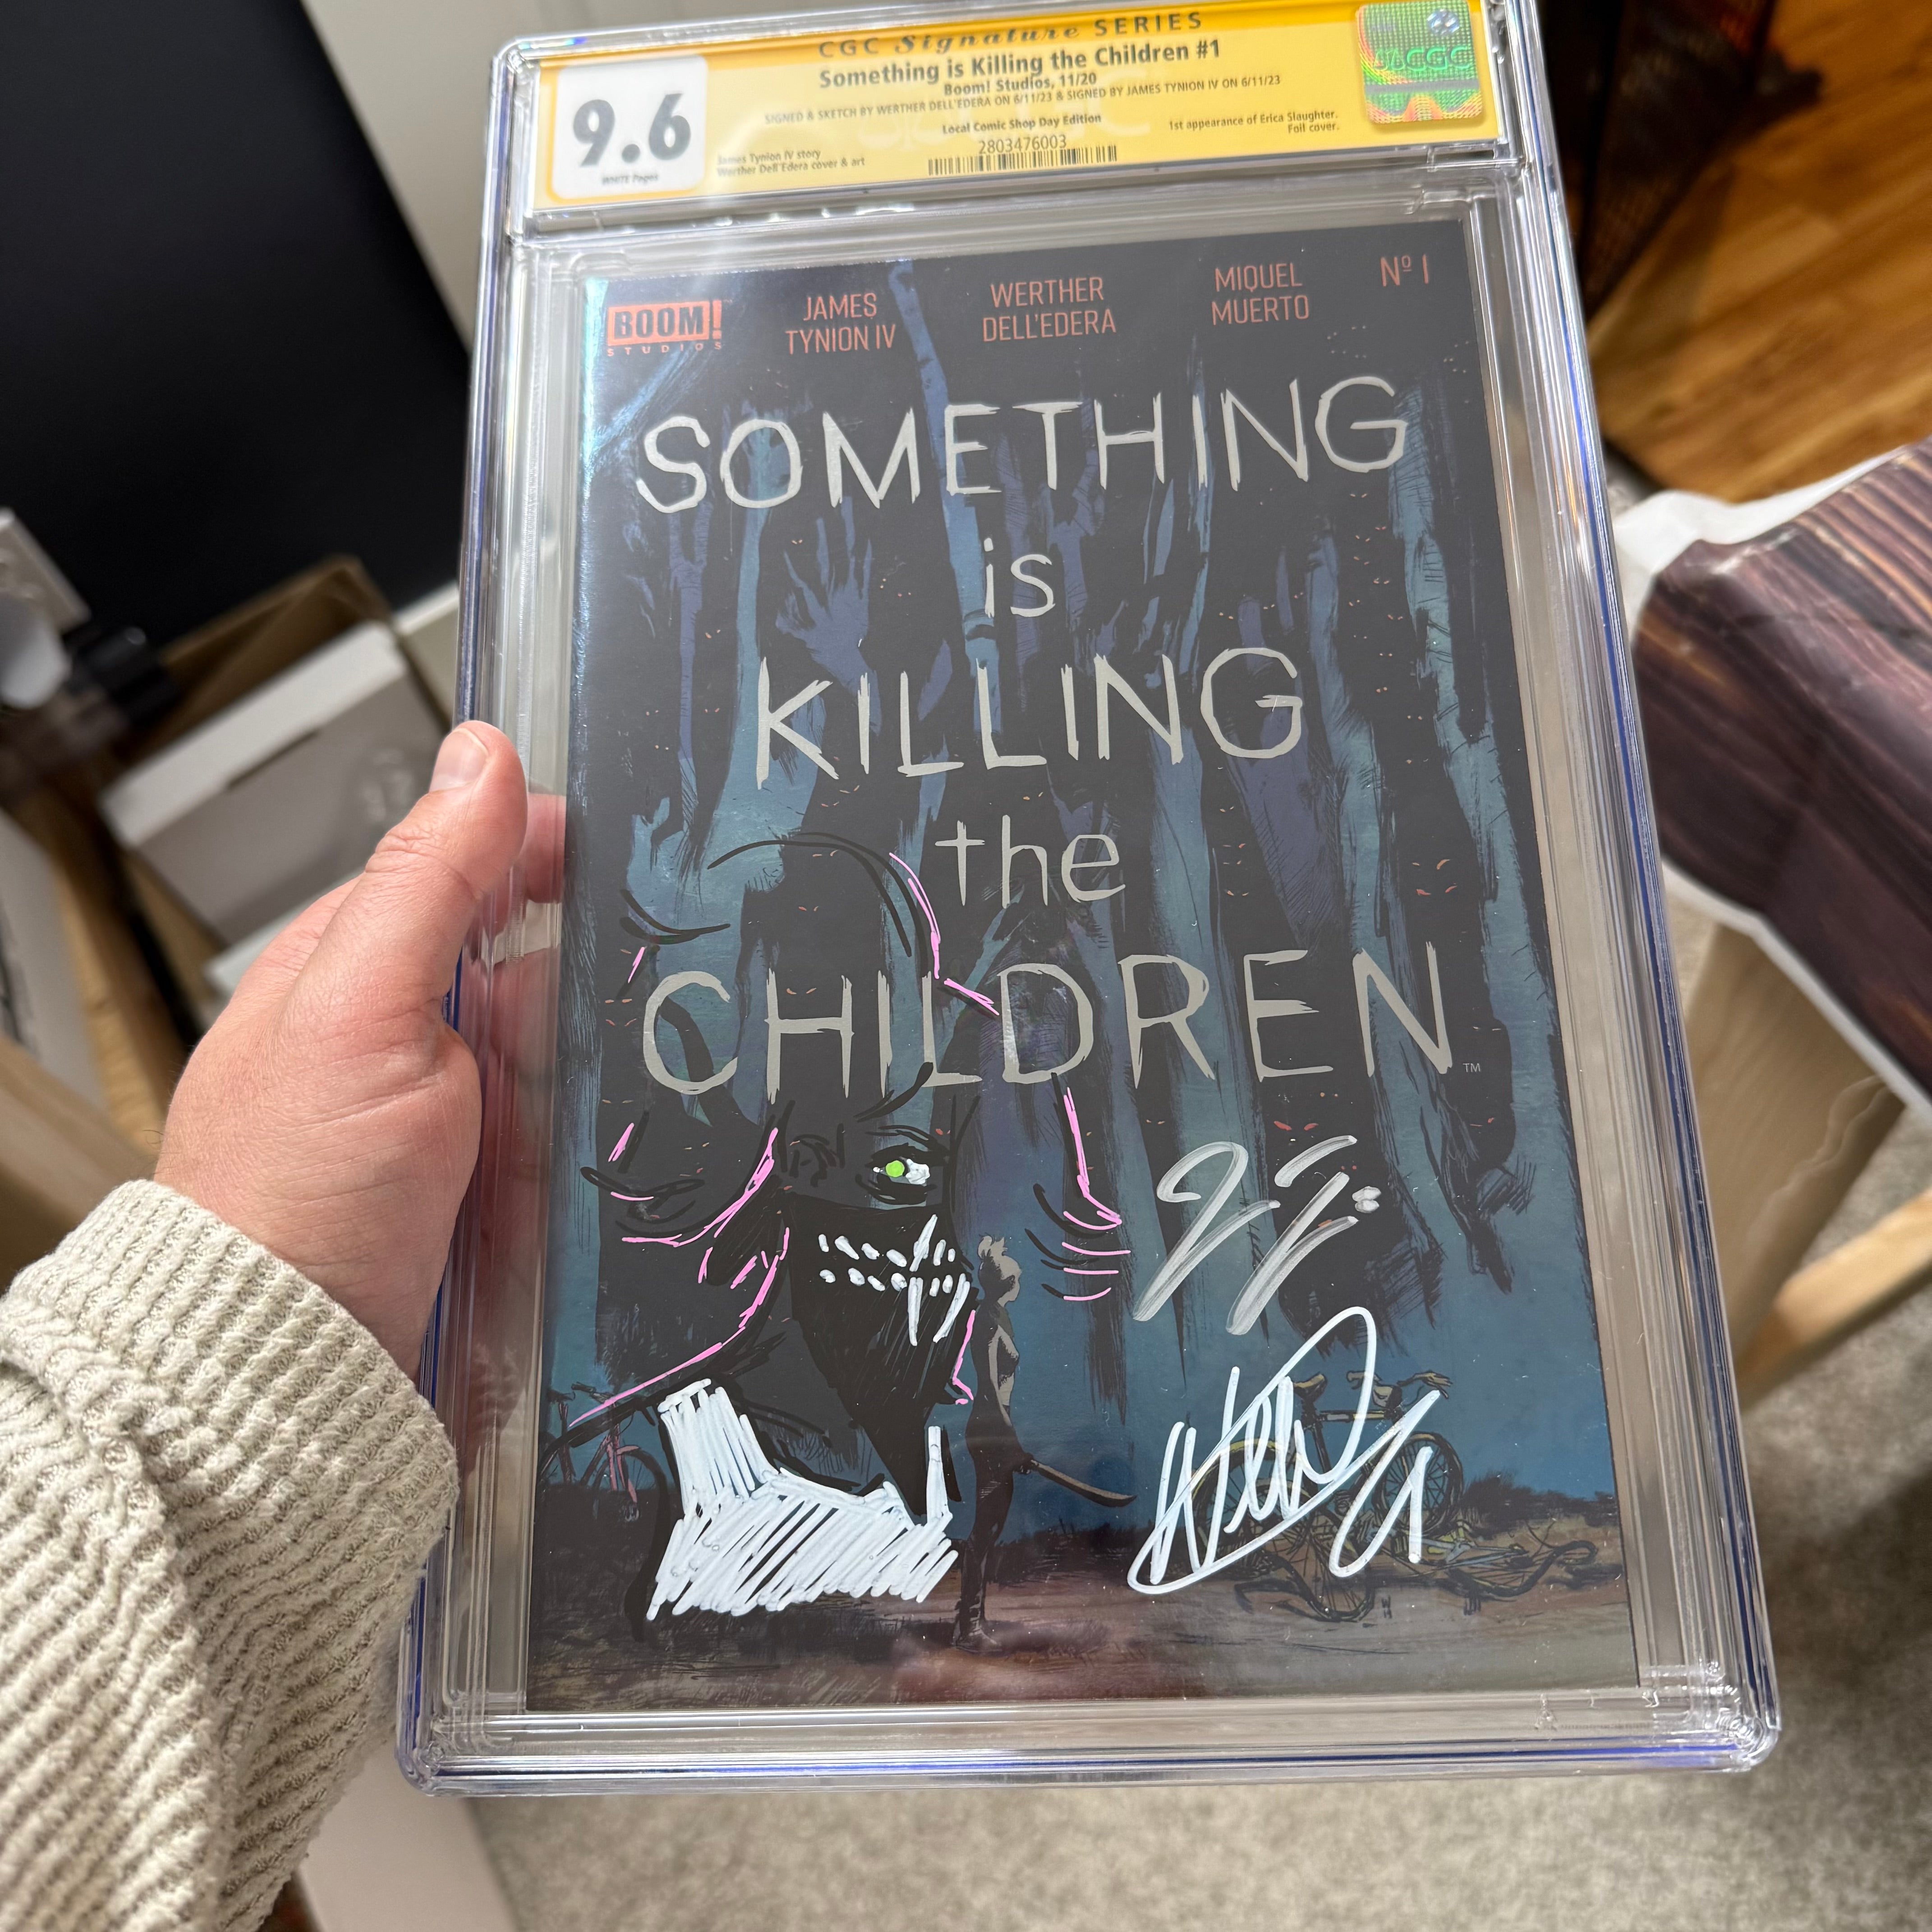 CGC Signature SERIES
Something is Killing the Children #1
Boom! Studios, 11/20
SIGNED & SKETCH BY WERTHER DELL'EDERA ON 6/11/23 & SIGNED BY JAMES TYNION IV ON 6/11/23
9.6
WHITE Pages
Local Comic Shop Day Edition
2803476003
James Tynion IV story
Werther Dell'Edera cover & art
1st appearance of Erica Slaughter.
Foil cover.
CGC
BOOM!
STUDIOS
JAMES
TYNION IV
WERTHER
DELL'EDERA
MIQUEL
MUERTO
Nº 1
SOMETHING
is
KILLING
the
CHILDREN
TM